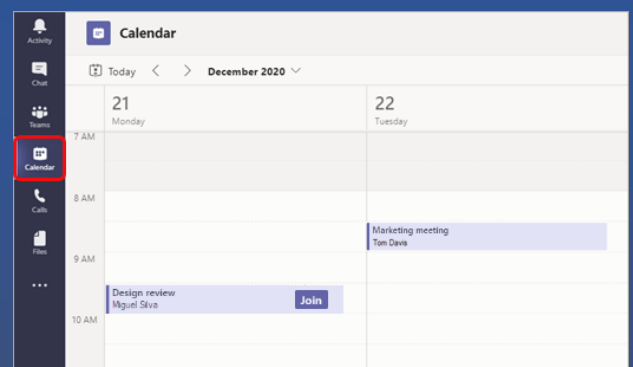 Activity
Chat
Teams
Calendar
Calls
Files
Calendar
Today
December 2020
21
Monday
22
Tuesday
7 AM
8 AM
Marketing meeting
Tom Davis
9 AM
Design review
Miguel Silva
Join
10 AM